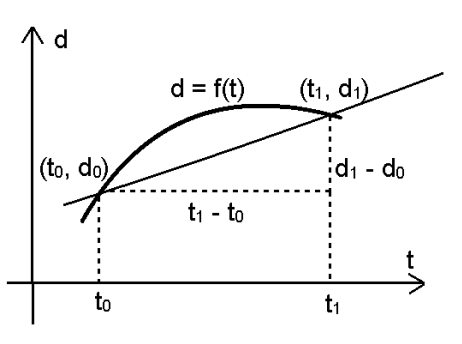 d
d = f(t)
(t₁, d₁)
(t₀, d₀)
d₁ - d₀
t₁ - t₀
t
t₀
t₁